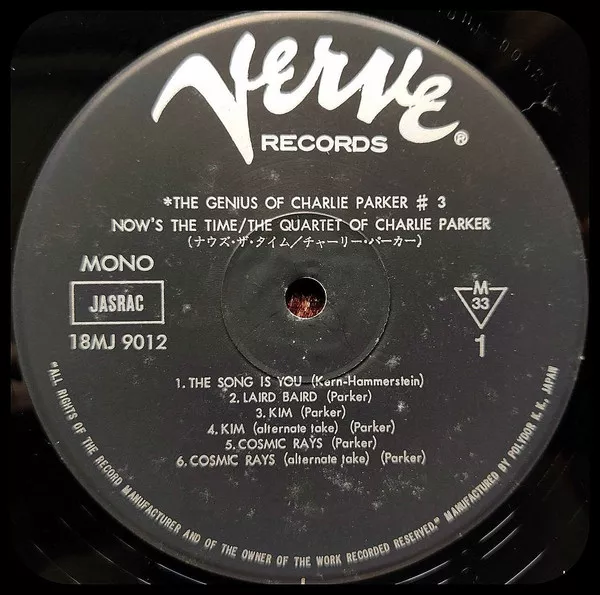 Verve
RECORDS ®
*THE GENIUS OF CHARLIE PARKER # 3
NOW'S THE TIME/THE QUARTET OF CHARLIE PARKER
(ナウズ・ザ・タイム/チャーリー・パーカー)
MONO
JASRAC
18MJ 9012
M
33
1
1. THE SONG IS YOU (Kern-Hammerstein)
2. LAIRD BAIRD (Parker)
3. KIM (Parker)
4. KIM (alternate take) (Parker)
5. COSMIC RAYS (Parker)
6. COSMIC RAYS (alternate take) (Parker)
"ALL RIGHTS OF THE RECORD MANUFACTURER AND OF THE OWNER OF THE WORK RECORDED RESERVED." MANUFACTURED BY POLYDOR K. K., JAPAN